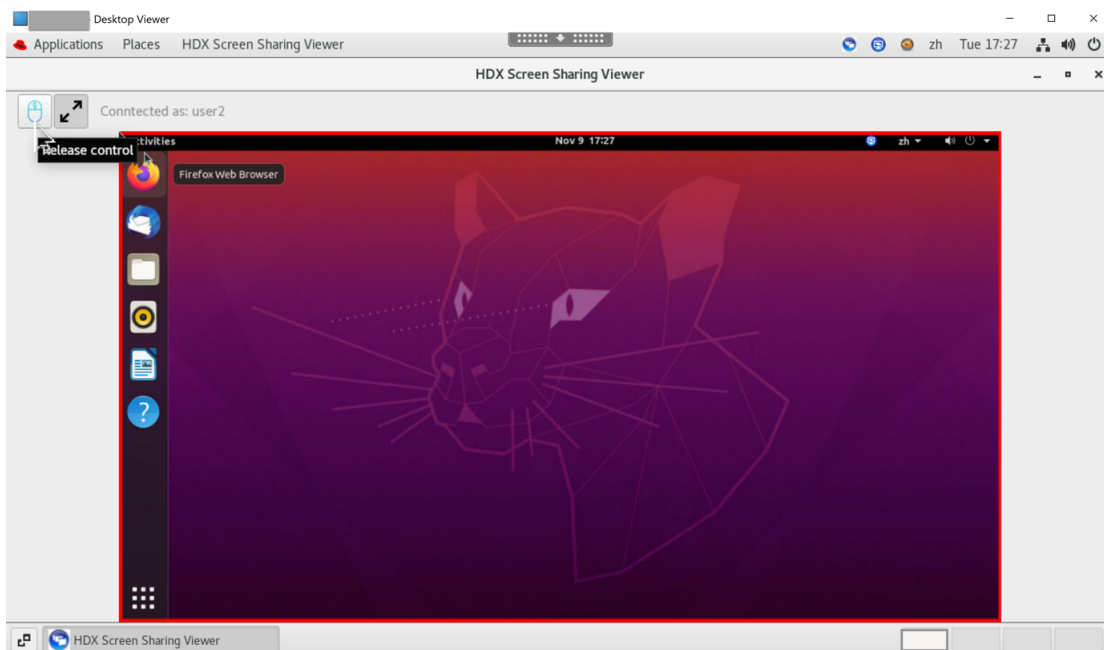 Desktop Viewer
Applications Places HDX Screen Sharing Viewer zh Tue 17:27
HDX Screen Sharing Viewer
Conntected as: user2
Release control
ctivities Nov 9 17:27 zh
Firefox Web Browser
?
HDX Screen Sharing Viewer